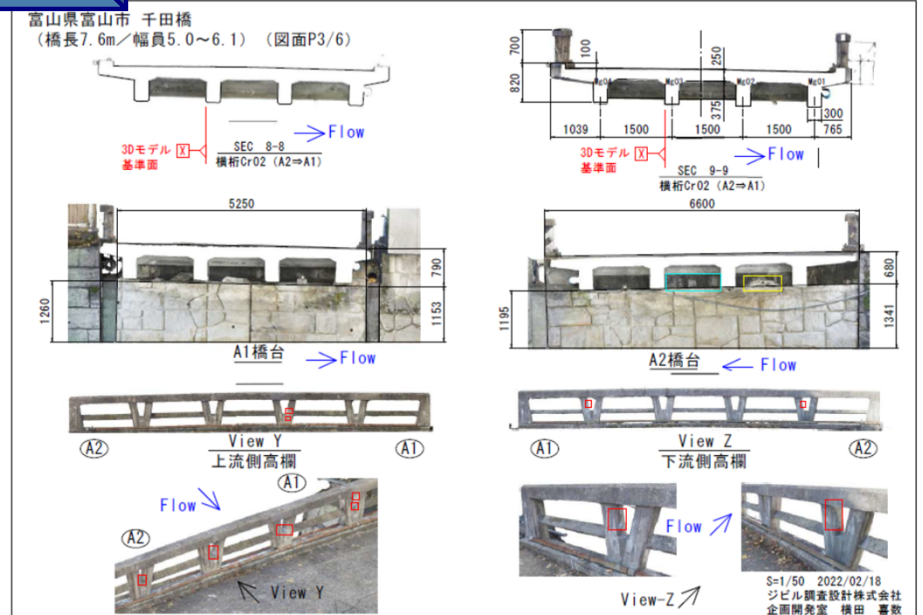 富山県富山市 千田橋
（橋長7.6m／幅員5.0～6.1）（図面P3/6）
Flow
3Dモデル X
基準面
SEC 8-8
横桁Cr02 (A2⇒A1)
700
100
250
820
Mg04
Mg03
Mg02
Mg01
375
300
1039
1500
1500
1500
765
3Dモデル X
基準面
Flow
SEC 9-9
横桁Cr02 (A2⇒A1)
5250
790
1260
1153
A1橋台
Flow
6600
680
1195
1341
A2橋台
Flow
A2
View Y
上流側高欄
A1
A1
View Z
下流側高欄
A2
Flow
A1
A2
View Y
Flow
View-Z
S=1/50 2022/02/18
ジビル調査設計株式会社
企画開発室 横田 喜数